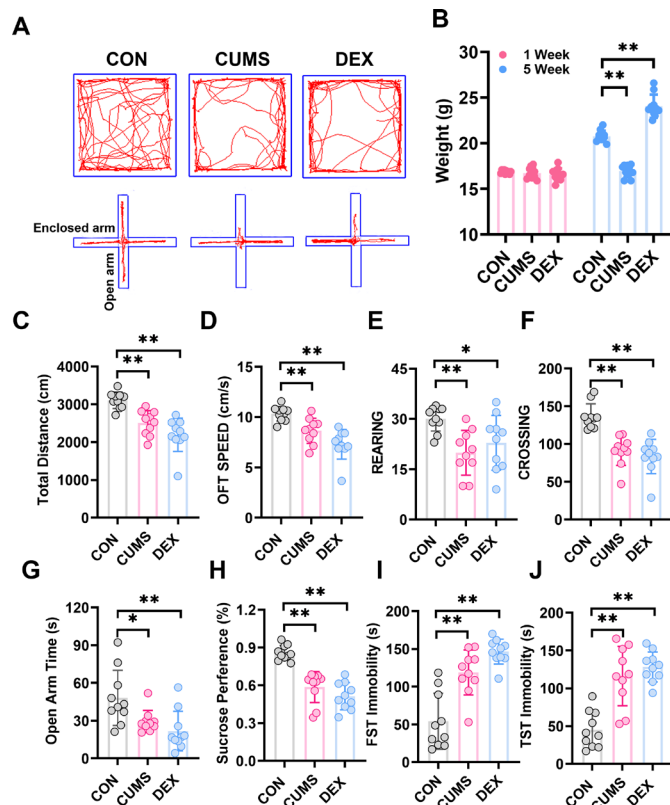 A
CON
CUMS
DEX
Enclosed arm
Open arm
B
1 Week
5 Week
**
**
Weight (g)
30
25
20
15
10
CON
CUMS
DEX
CON
CUMS
DEX
C
**
**
Total Distance (cm)
4000
3000
2000
1000
0
CON
CUMS
DEX
D
**
**
OFT SPEED (cm/s)
15
10
5
0
CON
CUMS
DEX
E
*
**
REARING
45
30
15
0
CON
CUMS
DEX
F
**
**
CROSSING
200
150
100
50
0
CON
CUMS
DEX
G
**
*
Open Arm Time (s)
120
90
60
30
0
CON
CUMS
DEX
H
**
**
Sucrose Perference (%)
1.2
0.9
0.6
0.3
0.0
CON
CUMS
DEX
I
**
**
FST Immobility (s)
200
150
100
50
0
CON
CUMS
DEX
J
**
**
TST Immobility (s)
200
150
100
50
0
CON
CUMS
DEX